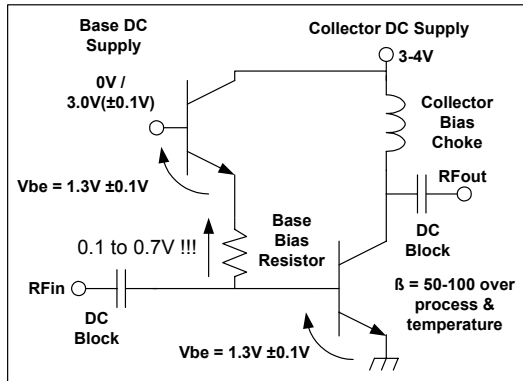 Base DC
Supply
0V /
3.0V(±0.1V)
Collector DC Supply
3-4V
Collector
Bias
Choke
Vbe = 1.3V ±0.1V
RFout
DC
Block
0.1 to 0.7V !!!
Base
Bias
Resistor
RFin
DC
Block
ß = 50-100 over
process &
temperature
Vbe = 1.3V ±0.1V